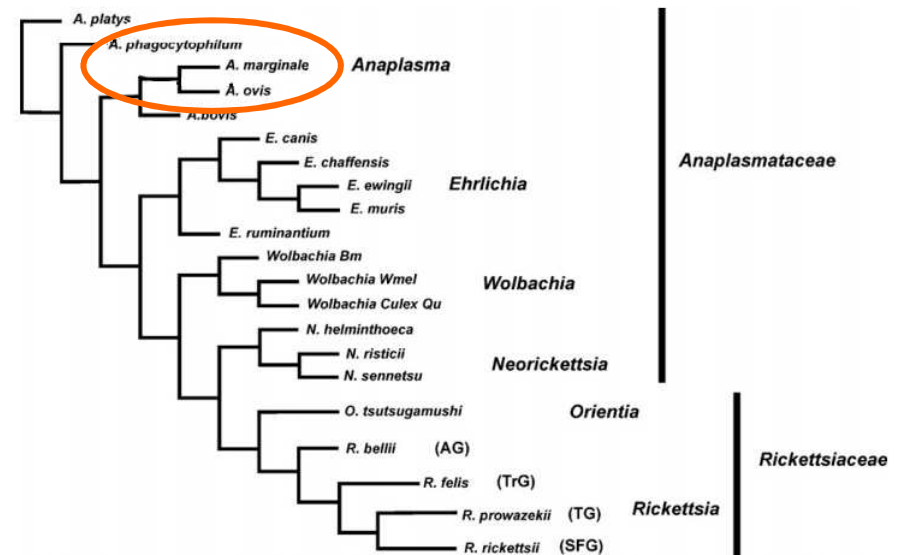 A. platys
A. phagocytophilum
A. marginale
Anaplasma
A. ovis
A.bovis
E. canis
Anaplasmataceae
E. chaffensis
E. ewingii
Ehrlichia
E. muris
E. ruminantium
Wolbachia Bm
Wolbachia Wmel
Wolbachia
Wolbachia Culex Qu
N. helminthoeca
N. risticii
Neorickettsia
N. sennetsu
O. tsutsugamushi
Orientia
R. bellii (AG)
Rickettsiaceae
R. felis (TrG)
Rickettsia
R. prowazekii (TG)
R. rickettsii (SFG)